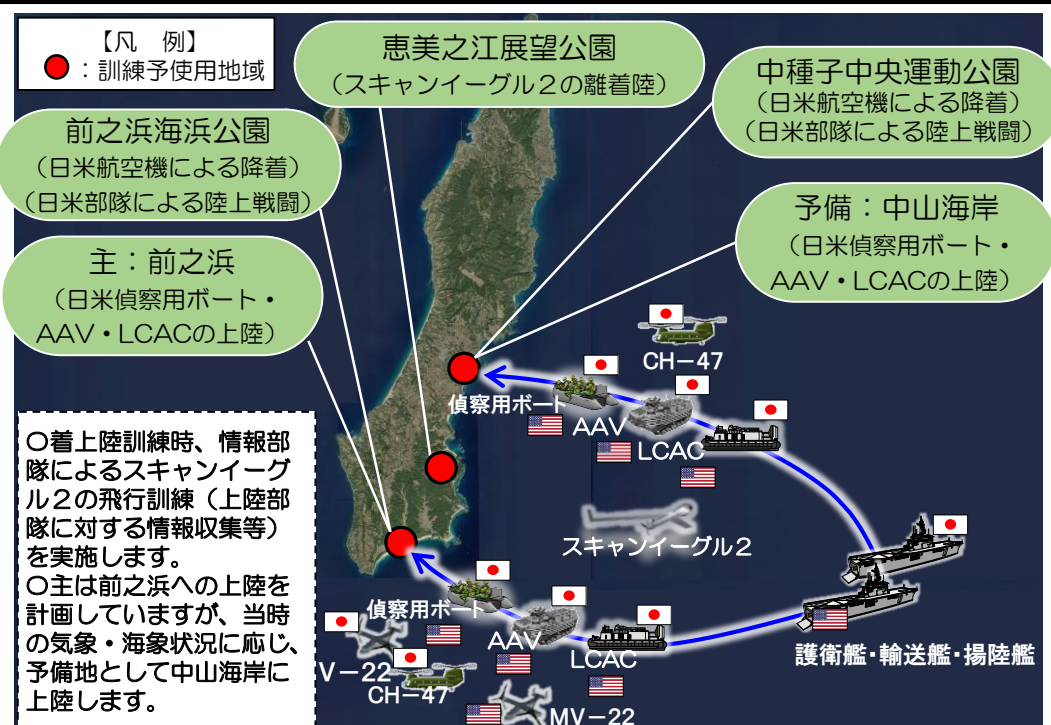 【凡　例】
：訓練予使用地域
恵美之江展望公園
（スキャンイーグル２の離着陸）
中種子中央運動公園
（日米航空機による降着）
（日米部隊による陸上戦闘）
前之浜海浜公園
（日米航空機による降着）
（日米部隊による陸上戦闘）
予備：中山海岸
（日米偵察用ボート・
AAV・LCACの上陸）
主：前之浜
（日米偵察用ボート・
AAV・LCACの上陸）
CH－47
偵察用ボート
AAV
LCAC
スキャンイーグル２
〇着上陸訓練時、情報部
隊によるスキャンイーグ
ル２の飛行訓練（上陸部
隊に対する情報収集等）
を実施します。
〇主は前之浜への上陸を
計画していますが、当時
の気象・海象状況に応じ、
予備地として中山海岸に
上陸します。
偵察用ボート
AAV
LCAC
護衛艦・輸送艦・揚陸艦
V－22
CH－47
MV－22